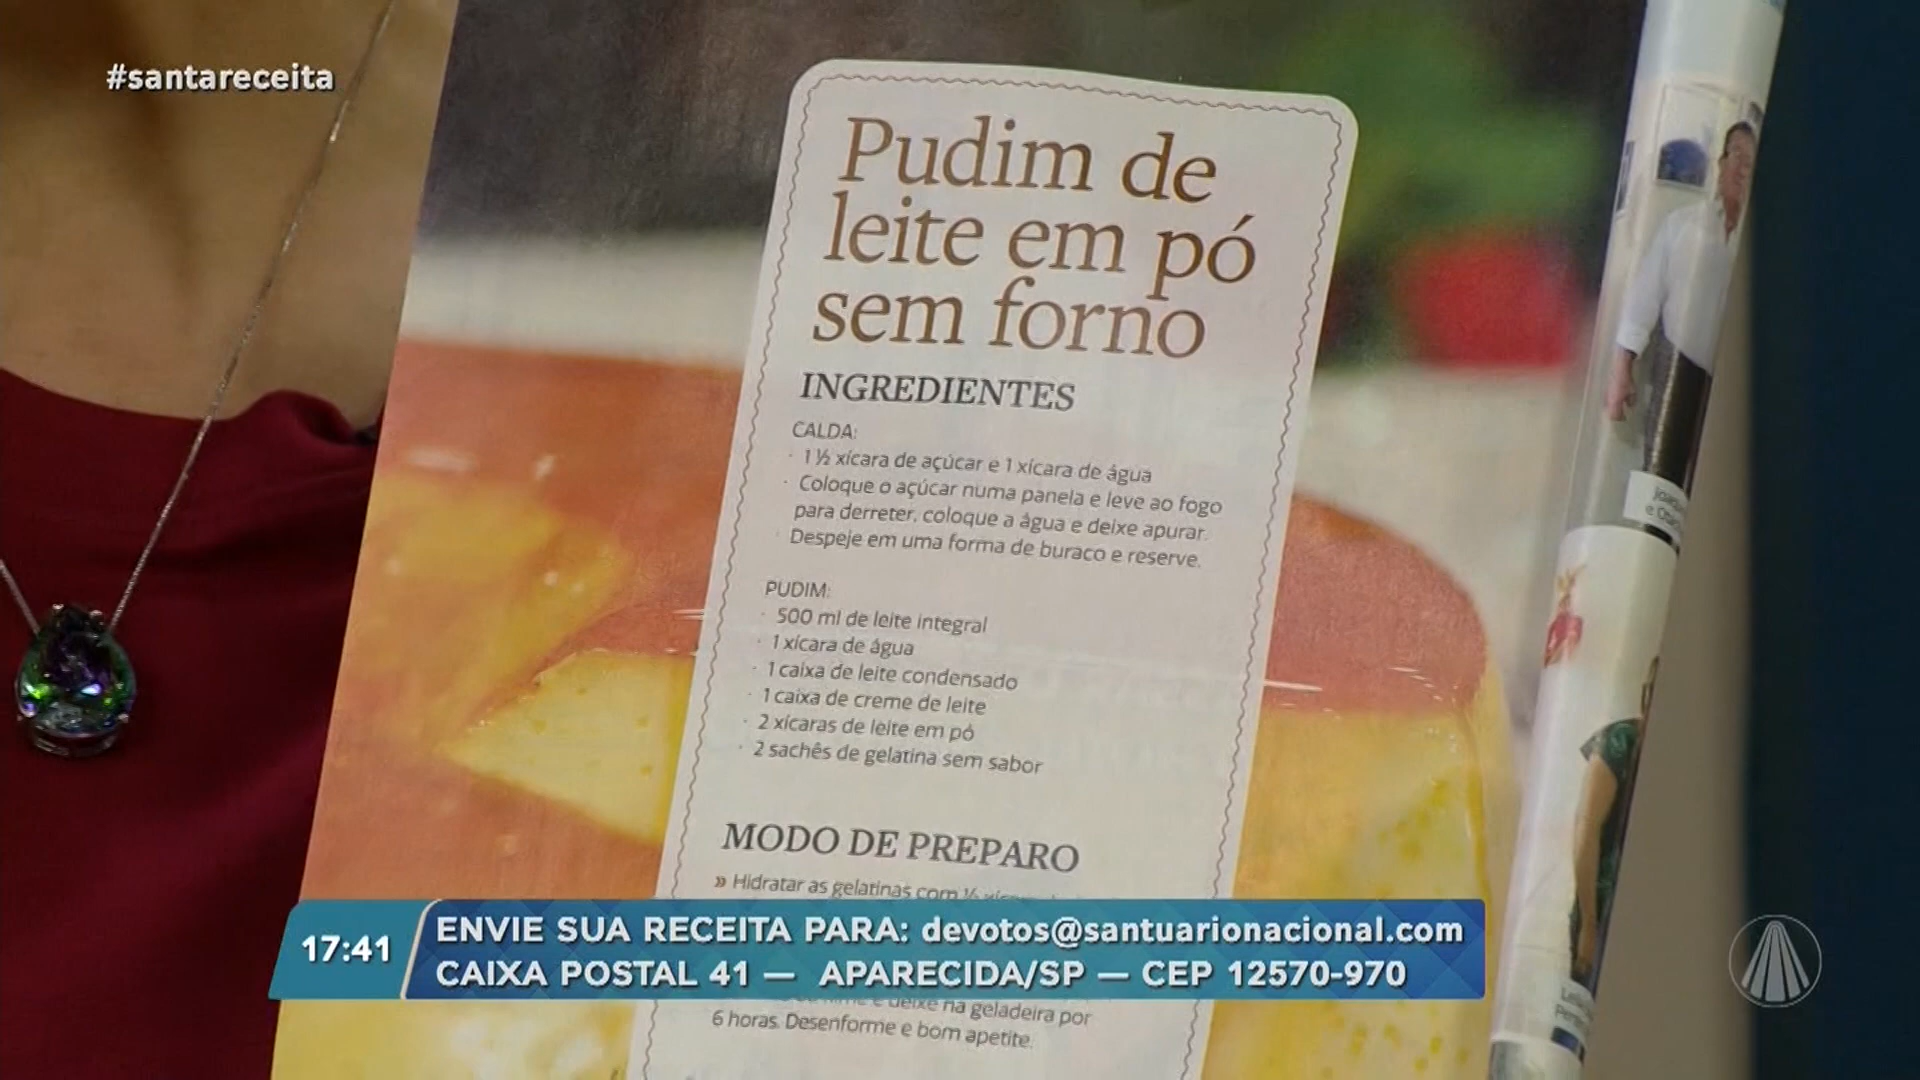 #santareceita
Pudim de
leite em pó
sem forno
INGREDIENTES
CALDA:
· 1 ½ xícara de açúcar e 1 xícara de água
· Coloque o açúcar numa panela e leve ao fogo
para derreter, coloque a água e deixe apurar.
Despeje em uma forma de buraco e reserve.
PUDIM:
· 500 ml de leite integral
· 1 xícara de água
· 1 caixa de leite condensado
· 1 caixa de creme de leite
· 2 xícaras de leite em pó
· 2 sachês de gelatina sem sabor
MODO DE PREPARO
» Hidratar as gelatinas com ½
e deixe na geladeira por
6 horas. Desenforme e bom apetite.
17:41
ENVIE SUA RECEITA PARA: devotos@santuarionacional.com
CAIXA POSTAL 41 — APARECIDA/SP — CEP 12570-970